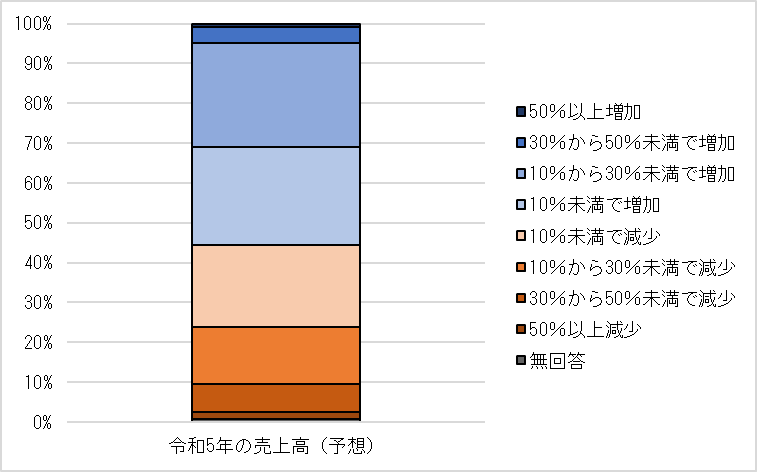 100%
90%
80%
70%
60%
50%
40%
30%
20%
10%
0%
令和5年の売上高（予想）
50％以上増加
30％から50％未満で増加
10％から30％未満で増加
10％未満で増加
10％未満で減少
10％から30％未満で減少
30％から50％未満で減少
50％以上減少
無回答